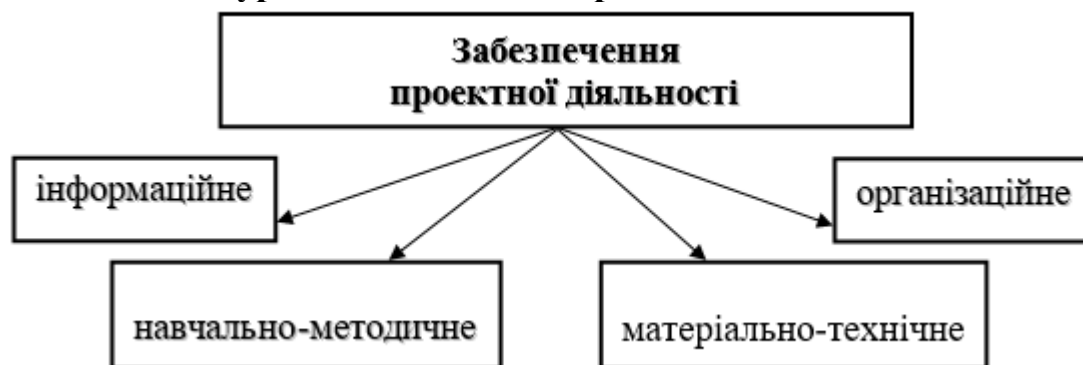 Забезпечення
проектної діяльності
інформаційне
організаційне
навчально-методичне
матеріально-технічне